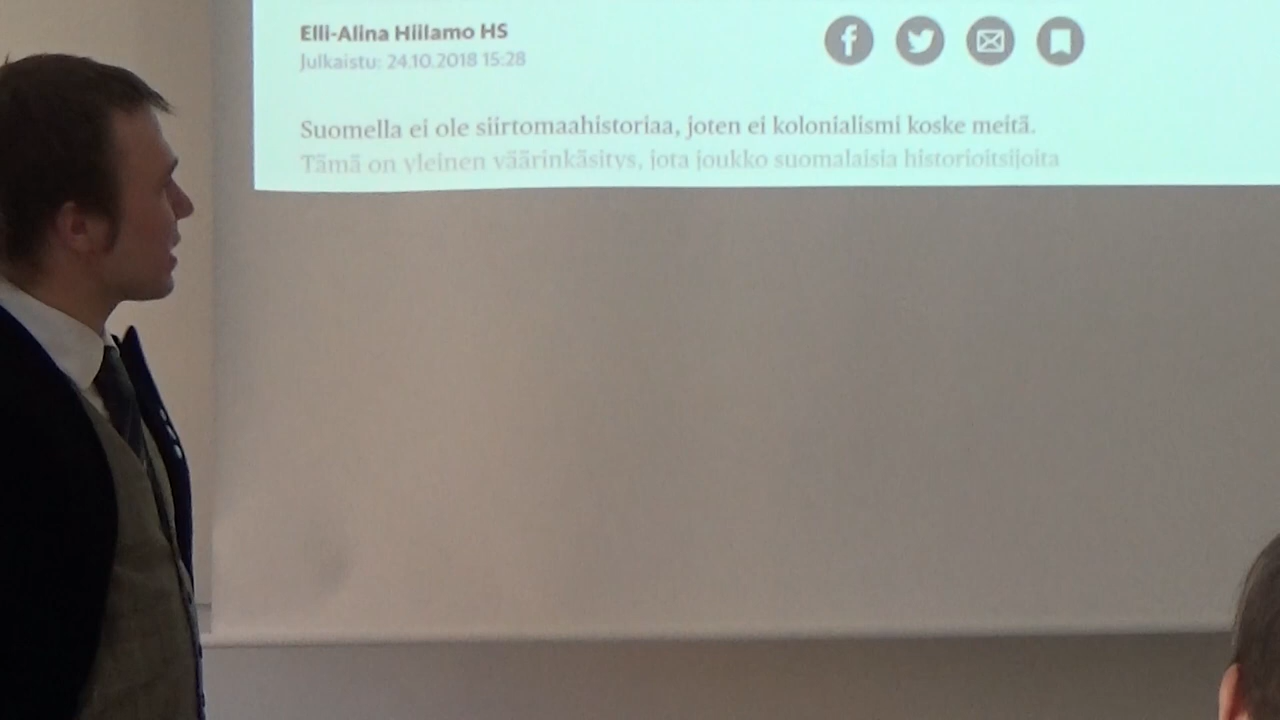 Elli-Alina Hiilamo HS
Julkaistu: 24.10.2018 15:28
Suomella ei ole siirtomaahistoriaa, joten ei kolonialismi koske meitä.
Tämä on yleinen väärinkäsitys, jota joukko suomalaisia historioitsijoita